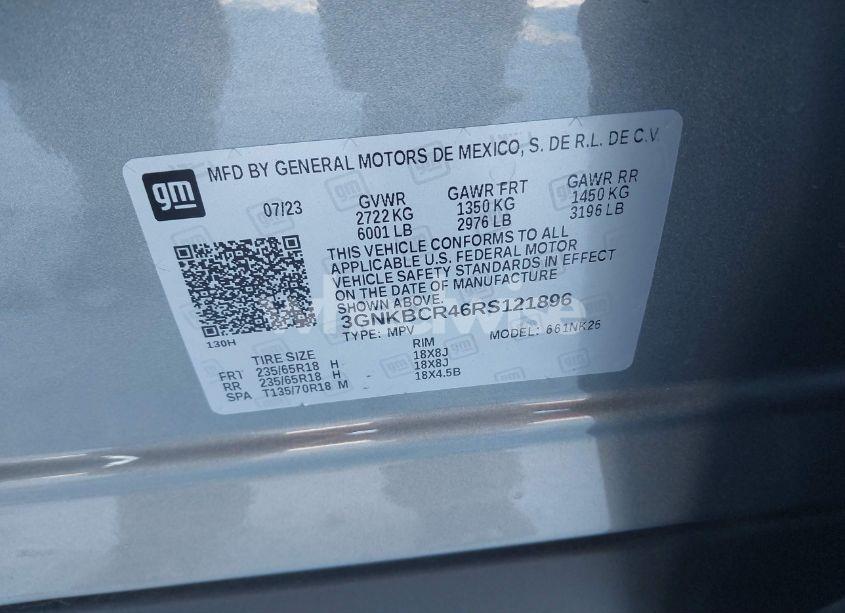 gm
MFD BY GENERAL MOTORS DE MEXICO, S. DE R.L. DE C.V.
07/23 GVWR GAWR FRT GAWR RR
2722 KG 1350 KG 1450 KG
6001 LB 2976 LB 3196 LB
THIS VEHICLE CONFORMS TO ALL
APPLICABLE U.S. FEDERAL MOTOR
VEHICLE SAFETY STANDARDS IN EFFECT
ON THE DATE OF MANUFACTURE
SHOWN ABOVE.
3GNKBCR46RS121896
130H
TYPE: MPV MODEL: 661NK26
TIRE SIZE RIM
FRT 235/65R18 H 18X8J
RR 235/65R18 H 18X8J
SPA T135/70R18 M 18X4.5B